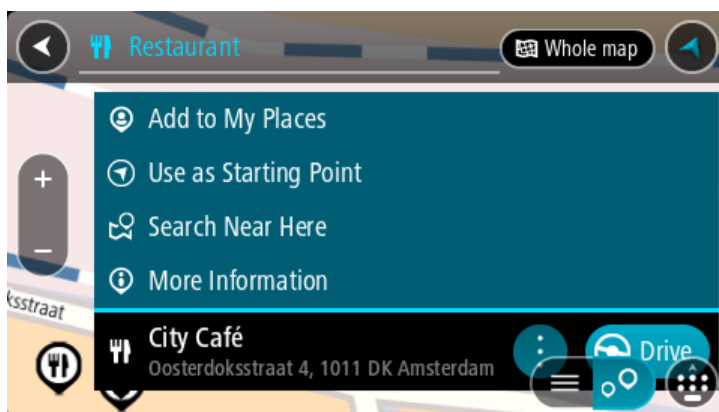 Restaurant
Whole map
Add to My Places
Use as Starting Point
Search Near Here
More Information
ksstraat
City Café
Oosterdoksstraat 4, 1011 DK Amsterdam
Drive